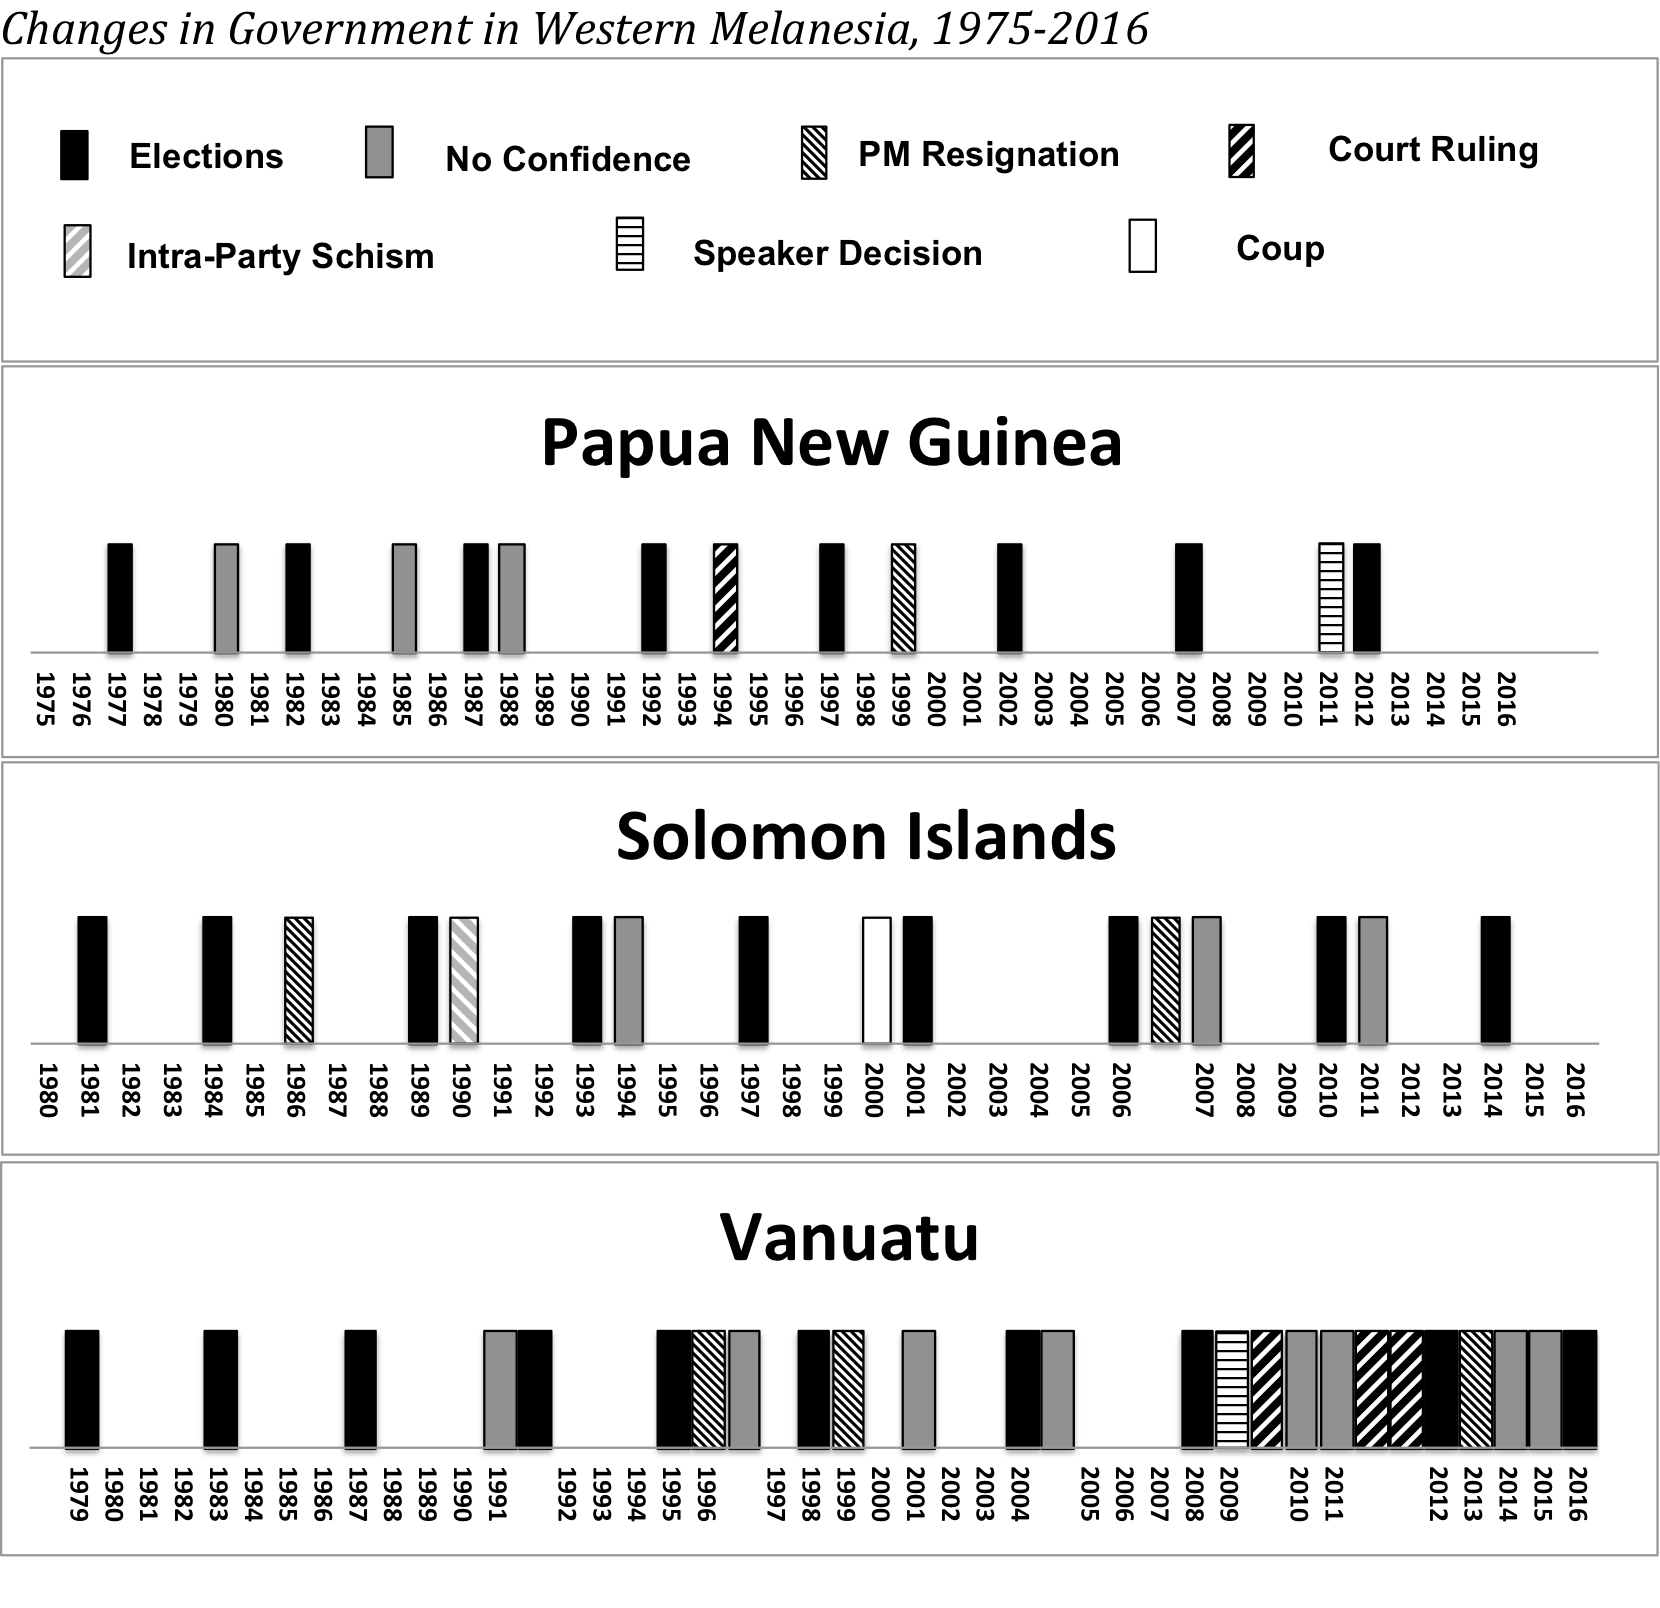 Changes in Government in Western Melanesia, 1975-2016
Elections No Confidence PM Resignation Court Ruling
Intra-Party Schism Speaker Decision Coup
Papua New Guinea
1975 1976 1977 1978 1979 1980 1981 1982 1983 1984 1985 1986 1987 1988 1989 1990 1991 1992 1993 1994 1995 1996 1997 1998 1999 2000 2001 2002 2003 2004 2005 2006 2007 2008 2009 2010 2011 2012 2013 2014 2015 2016
Solomon Islands
1980 1981 1982 1983 1984 1985 1986 1987 1988 1989 1990 1991 1992 1993 1994 1995 1996 1997 1998 1999 2000 2001 2002 2003 2004 2005 2006 2007 2008 2009 2010 2011 2012 2013 2014 2015 2016
Vanuatu
1979 1980 1981 1982 1983 1984 1985 1986 1987 1988 1989 1990 1991 1992 1993 1994 1995 1996 1997 1998 1999 2000 2001 2002 2003 2004 2005 2006 2007 2008 2009 2010 2011 2012 2013 2014 2015 2016